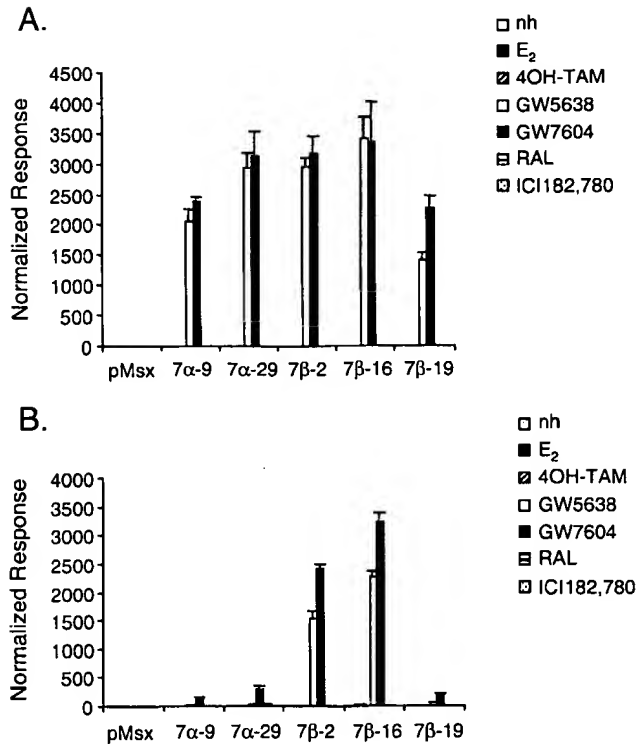 A.
nh
E₂
4OH-TAM
GW5638
GW7604
RAL
ICI182,780
Normalized Response
4500
4000
3500
3000
2500
2000
1500
1000
500
0
pMsx 7α-9 7α-29 7β-2 7β-16 7β-19
B.
nh
E₂
4OH-TAM
GW5638
GW7604
RAL
ICI182,780
Normalized Response
4000
3500
3000
2500
2000
1500
1000
500
0
pMsx 7α-9 7α-29 7β-2 7β-16 7β-19